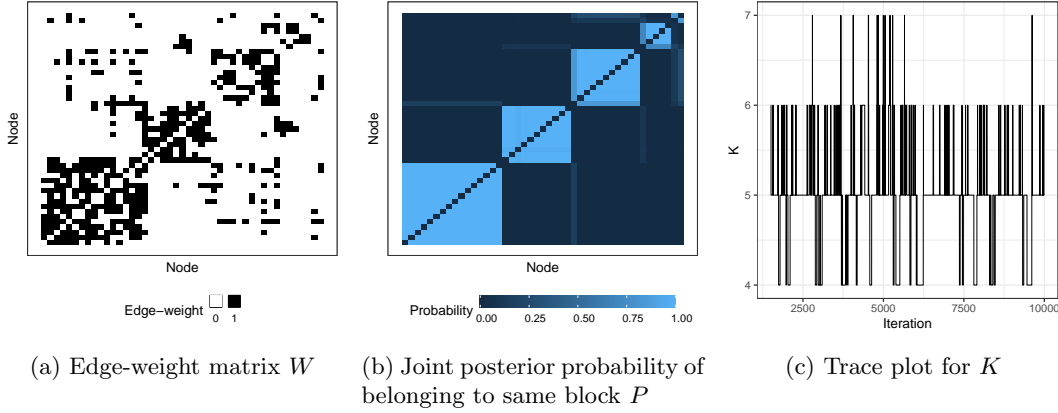 Node
Node
Edge-weight
0 1
(a) Edge-weight matrix W
Node
Node
Probability
0.00 0.25 0.50 0.75 1.00
(b) Joint posterior probability of
belonging to same block P
7
6
5
4
K
2500 5000 7500 10000
Iteration
(c) Trace plot for K